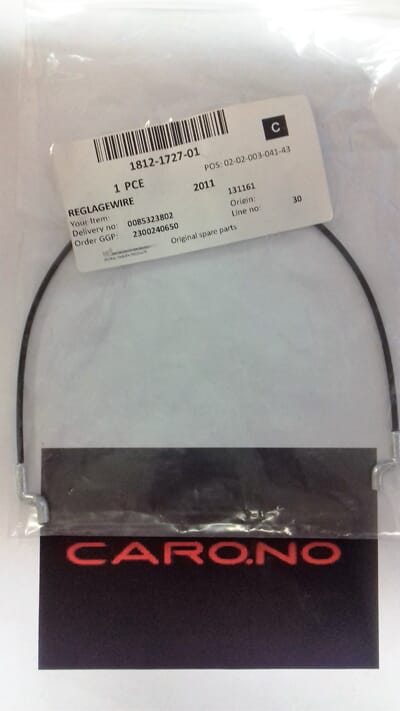 C
1812-1727-01
POS: 02-02-003-041-43
1 PCE
2011
131161
REGLAGEWIRE
Origin:
Your Item:
Line no: 30
Delivery no: 0085323802
Order GGP: 2300240650
Original spare parts
CARO.NO